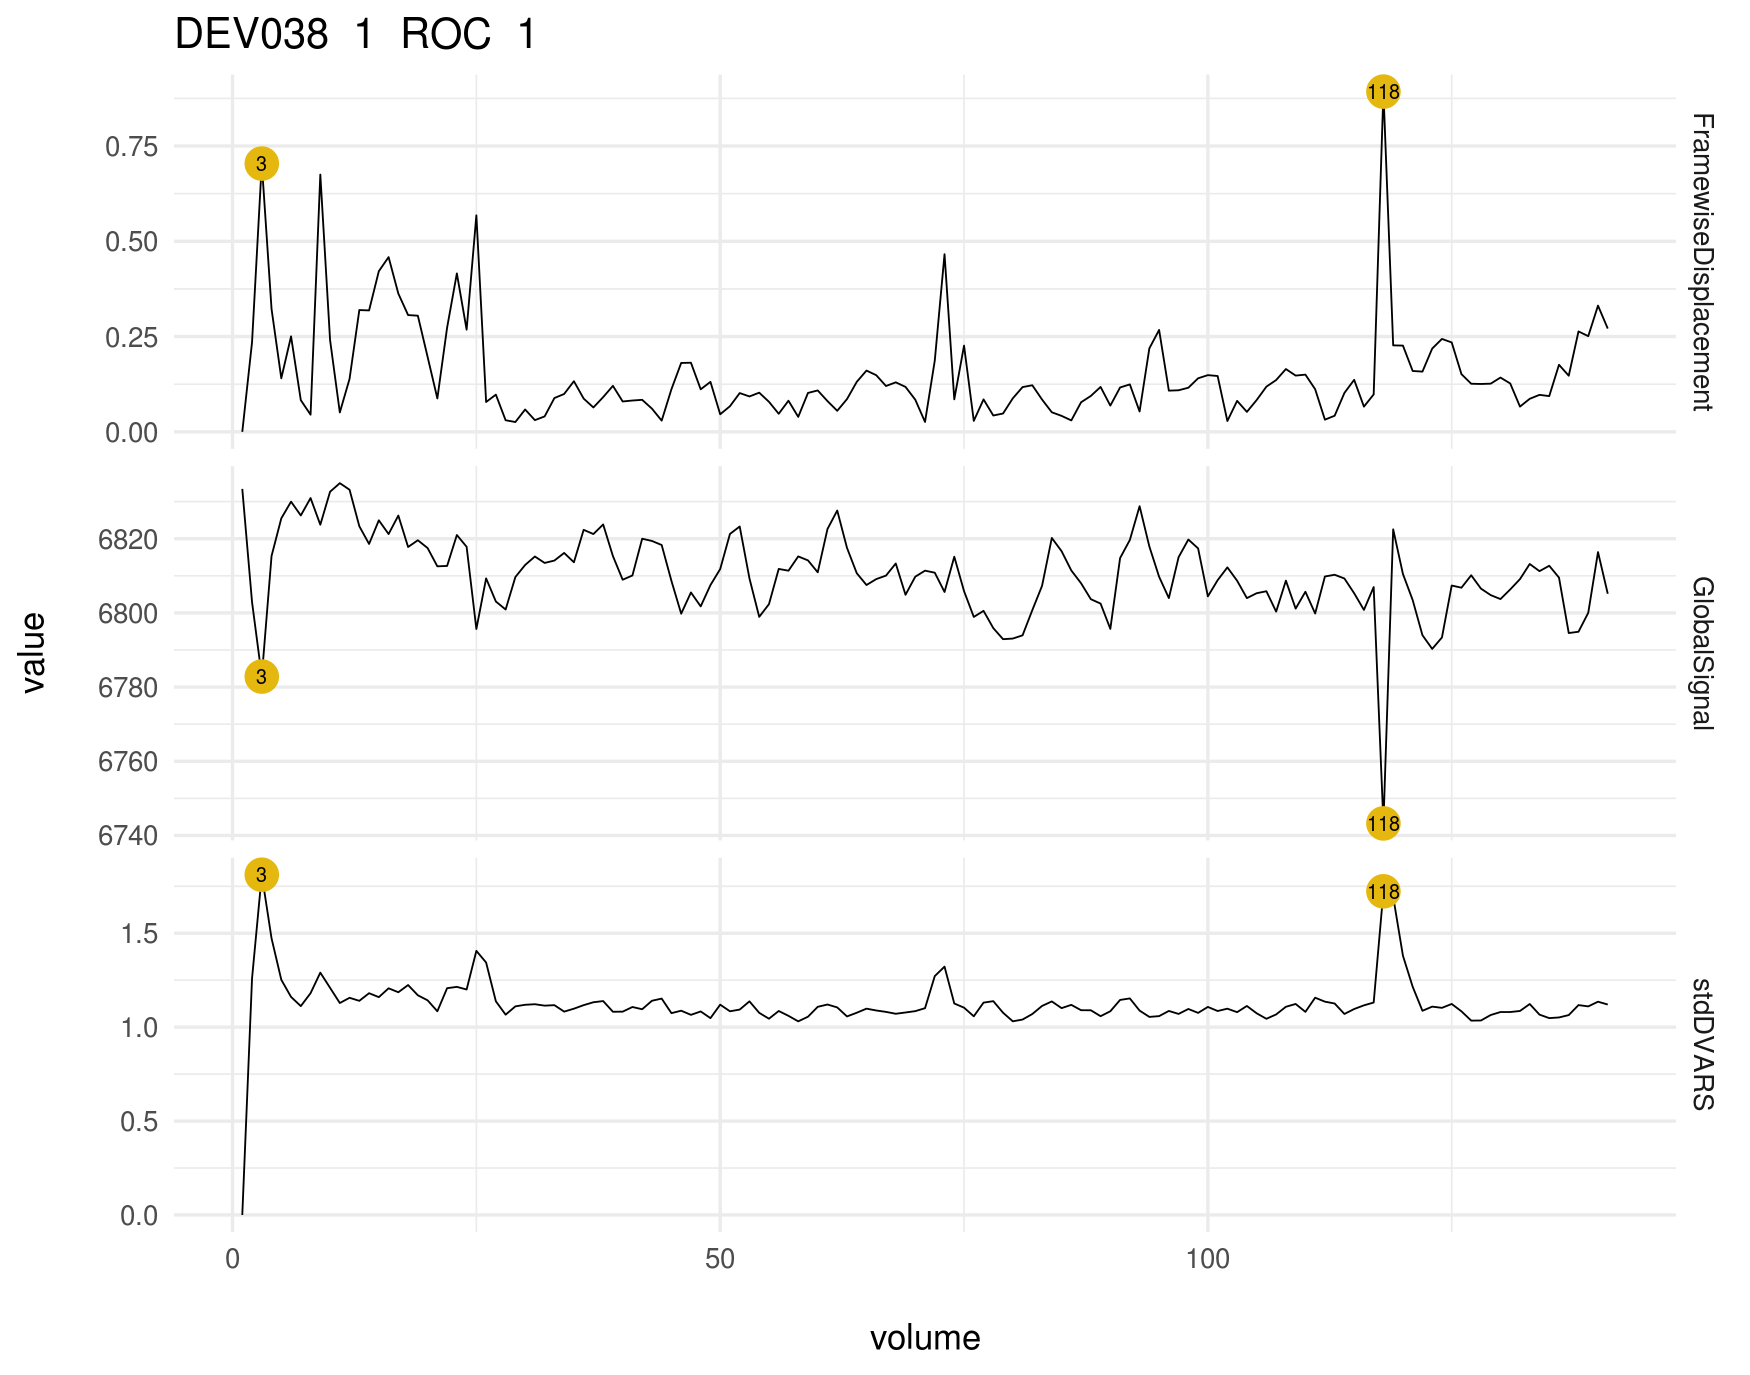 DEV038 1 ROC 1
value
0.75
0.50
0.25
0.00
3
118
FramewiseDisplacement
6820
6800
6780
6760
6740
3
118
GlobalSignal
1.5
1.0
0.5
0.0
3
118
stdDVARS
0 50 100
volume